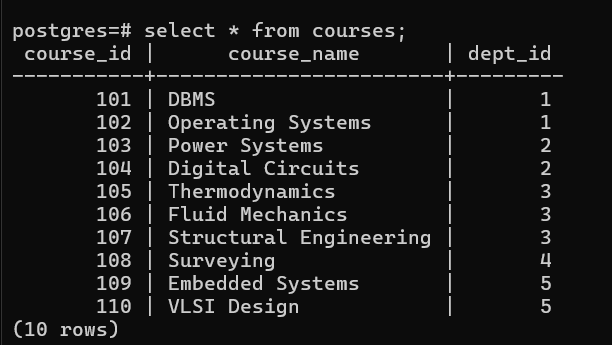 postgres=# select * from courses;
 course_id |      course_name       | dept_id
-----------+------------------------+---------
       101 | DBMS                   |       1
       102 | Operating Systems      |       1
       103 | Power Systems          |       2
       104 | Digital Circuits       |       2
       105 | Thermodynamics         |       3
       106 | Fluid Mechanics        |       3
       107 | Structural Engineering |       3
       108 | Surveying              |       4
       109 | Embedded Systems       |       5
       110 | VLSI Design            |       5
(10 rows)